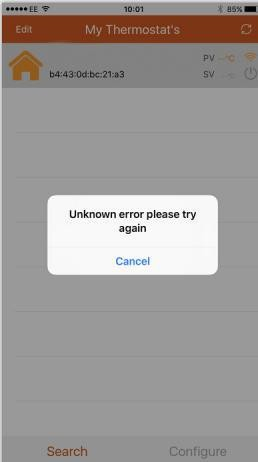 ●●●●● EE 10:01 85%
Edit My Thermostat's
PV --°C
b4:43:0d:bc:21:a3 SV --°C
Unknown error please try
again
Cancel
Search Configure